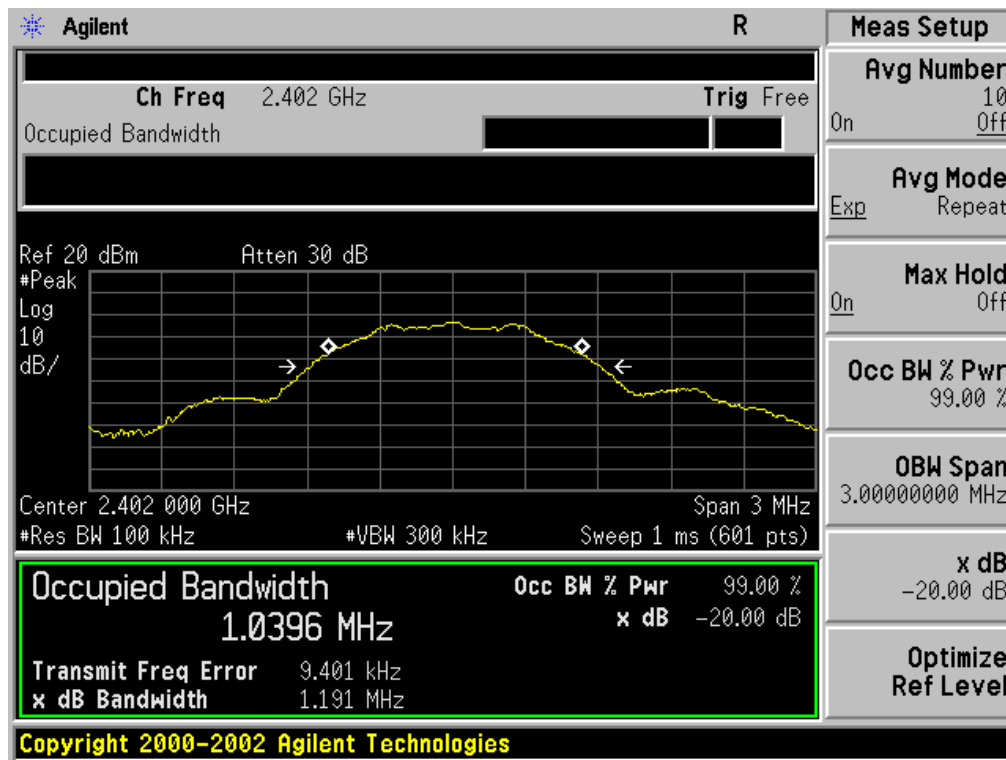 Agilent R
Ch Freq 2.402 GHz Trig Free
Occupied Bandwidth
Ref 20 dBm Atten 30 dB
#Peak
Log
10
dB/
Center 2.402 000 GHz Span 3 MHz
#Res BW 100 kHz #VBW 300 kHz Sweep 1 ms (601 pts)
Occupied Bandwidth
1.0396 MHz
Occ BW % Pwr 99.00 %
x dB -20.00 dB
Transmit Freq Error 9.401 kHz
x dB Bandwidth 1.191 MHz
Copyright 2000-2002 Agilent Technologies
Meas Setup
Avg Number
10
On Off
Avg Mode
Exp Repeat
Max Hold
On Off
Occ BW % Pwr
99.00 %
OBW Span
3.00000000 MHz
x dB
-20.00 dB
Optimize
Ref Level